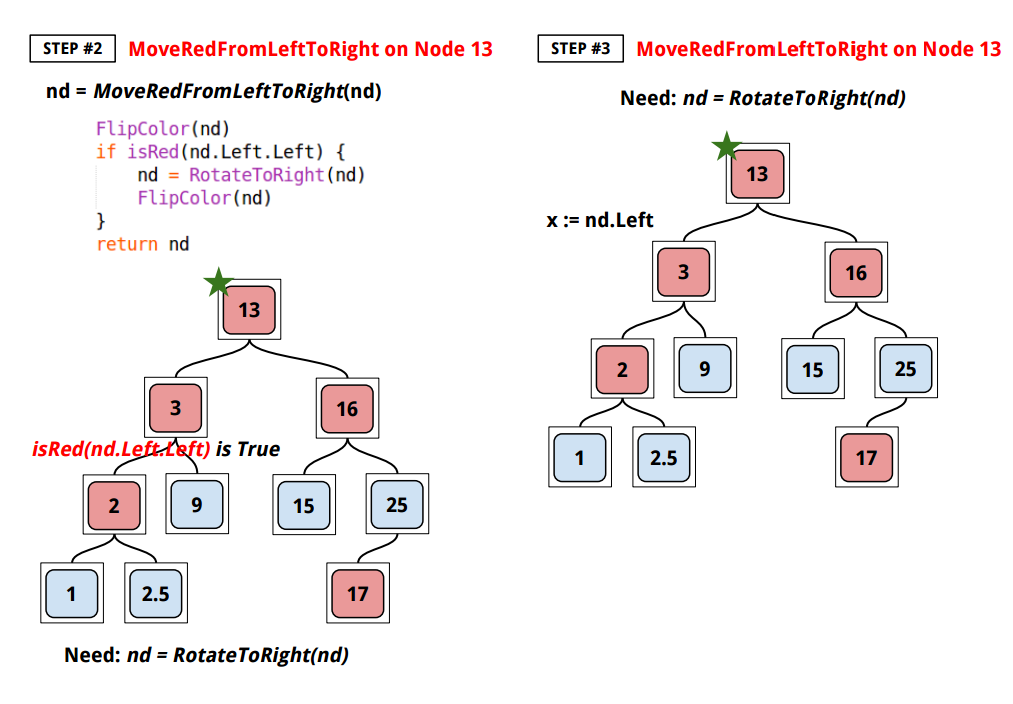 STEP #2 MoveRedFromLeftToRight on Node 13
nd = MoveRedFromLeftToRight(nd)
FlipColor(nd)
if isRed(nd.Left.Left) {
nd = RotateToRight(nd)
FlipColor(nd)
}
return nd
13
3 16
isRed(nd.Left.Left) is True
2 9 15 25
1 2.5 17
Need: nd = RotateToRight(nd)
STEP #3 MoveRedFromLeftToRight on Node 13
Need: nd = RotateToRight(nd)
13
x := nd.Left
3 16
2 9 15 25
1 2.5 17